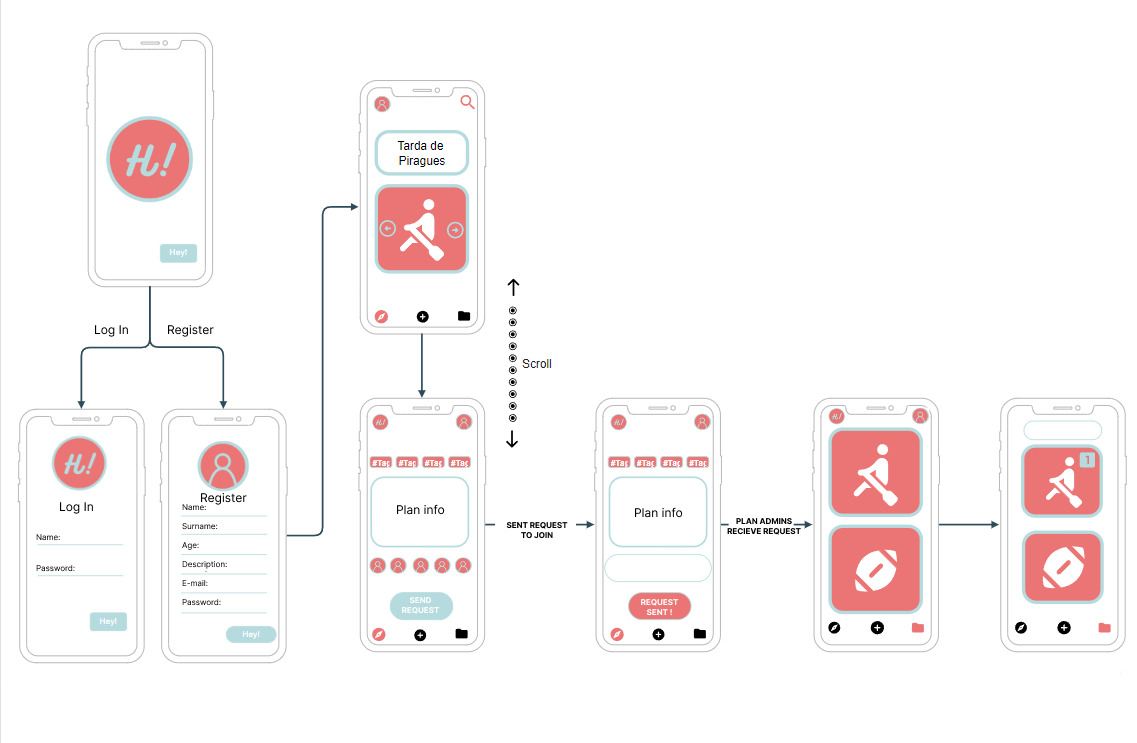 H!
Hey!
Log In
Register
H!
Log In
Name:
Password:
Hey!
Register
Name:
Surname:
Age:
Description:
E-mail:
Password:
Hey!
Tarda de
Piragues
Scroll
H!
#Tag #Tag #Tag #Tag
Plan info
SEND
REQUEST
SENT REQUEST
TO JOIN
H!
#Tag #Tag #Tag #Tag
Plan info
REQUEST
SENT !
PLAN ADMINS
RECIEVE REQUEST
H!
1